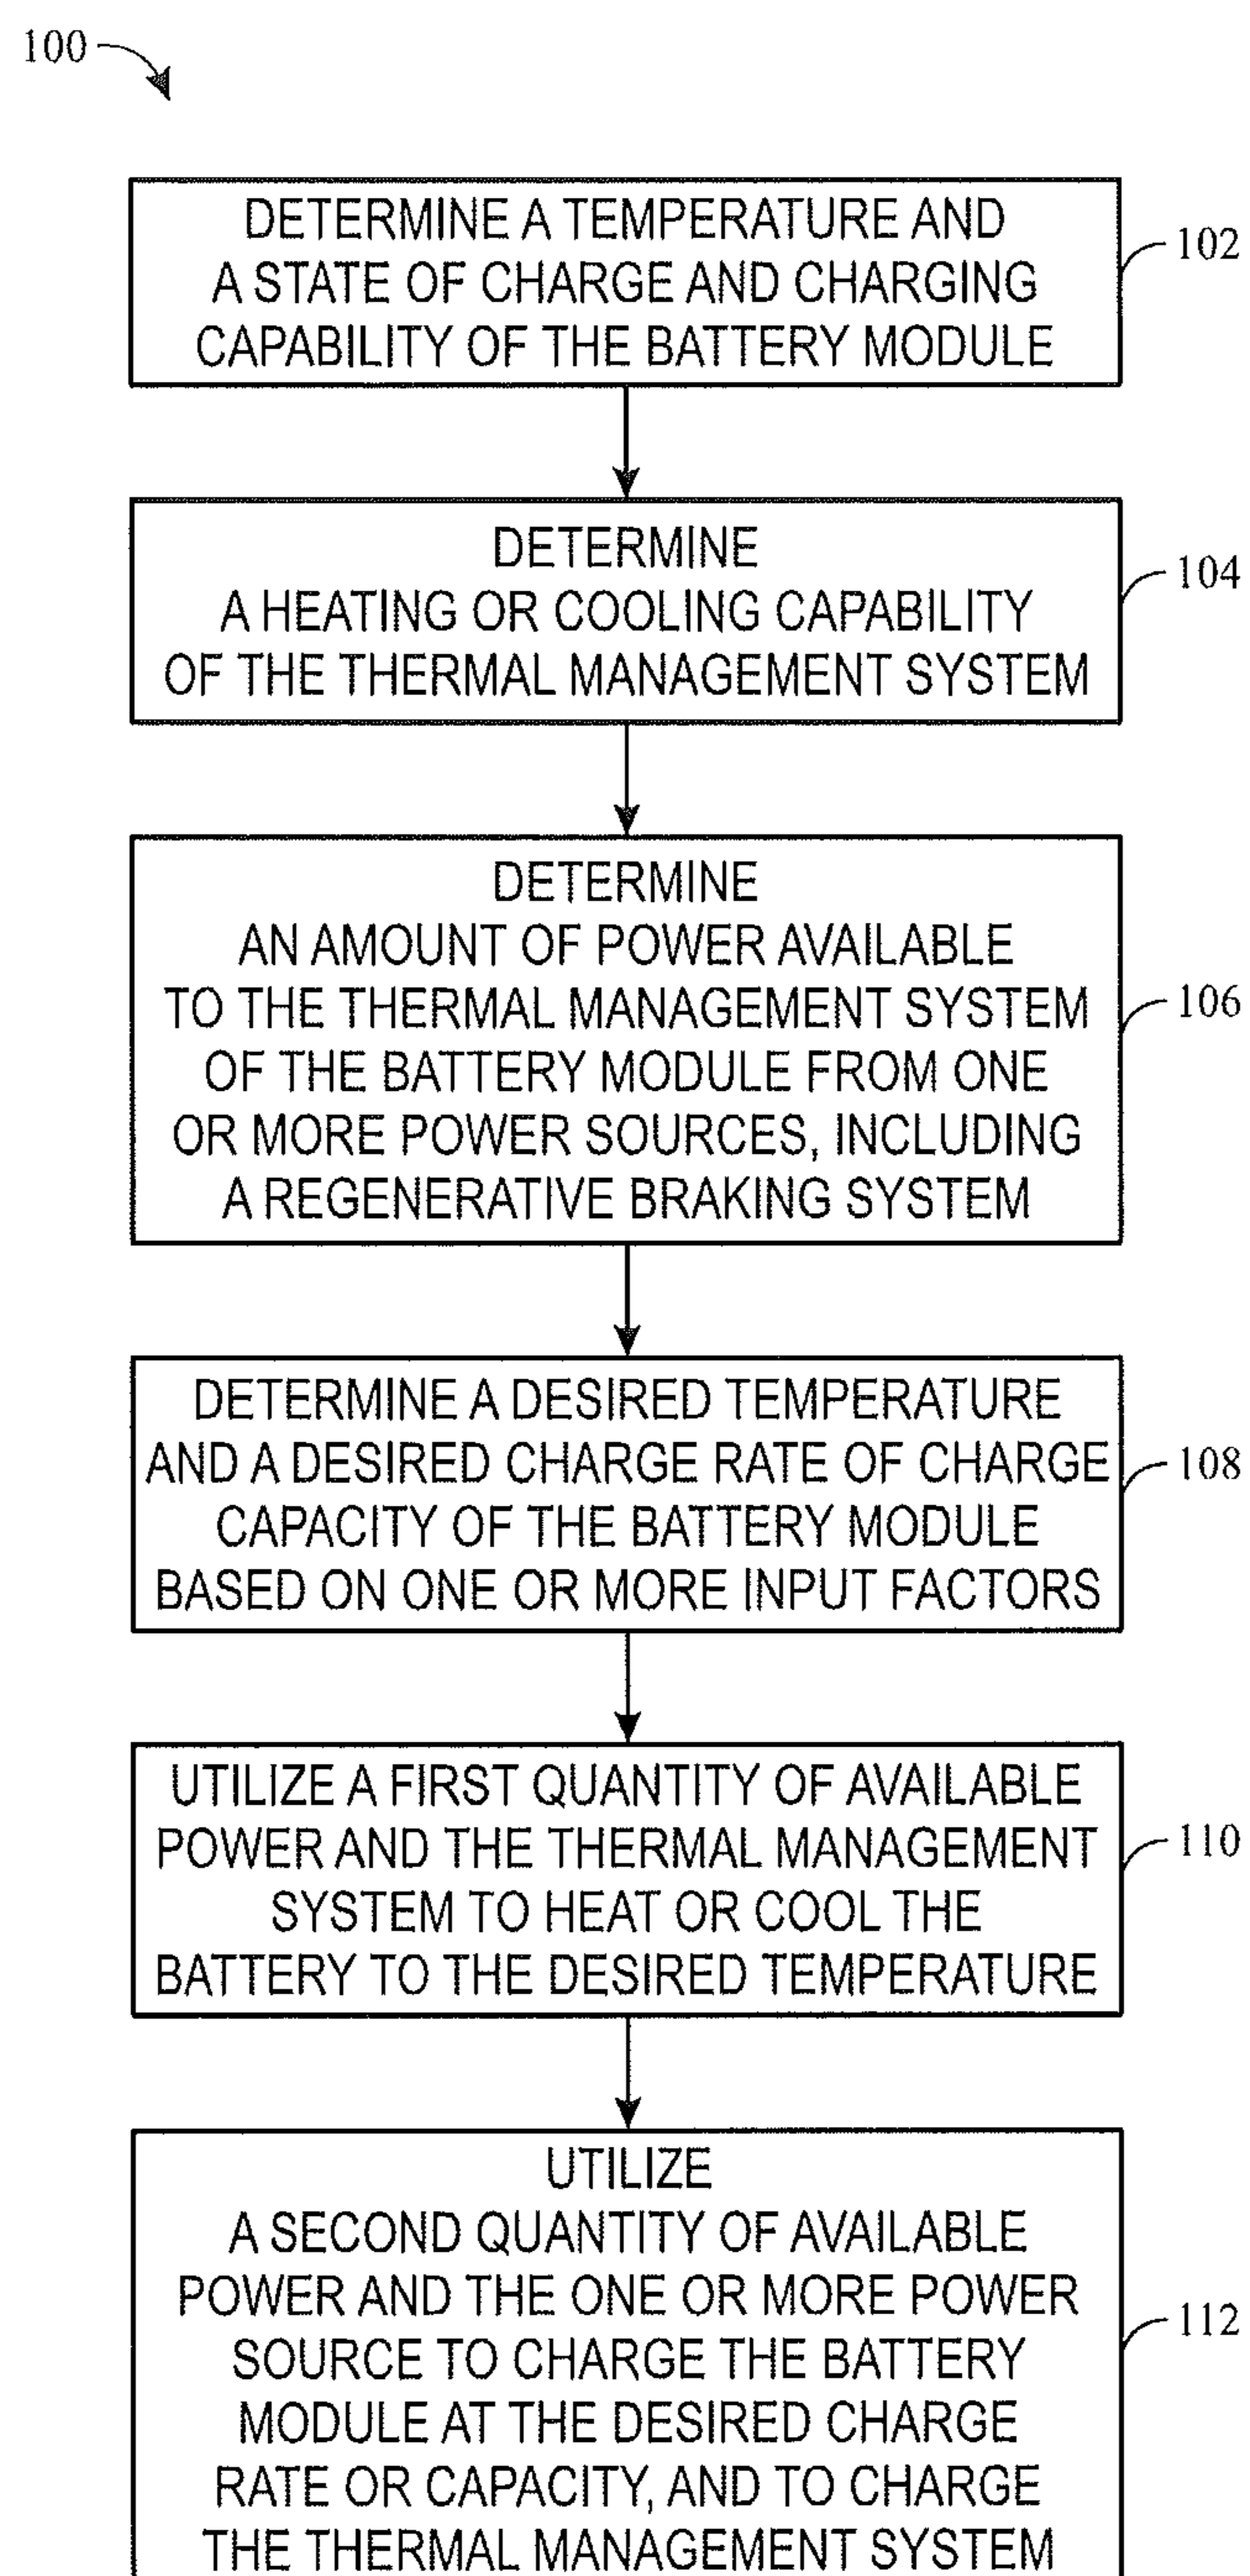 100
DETERMINE A TEMPERATURE AND
A STATE OF CHARGE AND CHARGING
CAPABILITY OF THE BATTERY MODULE
102
DETERMINE
A HEATING OR COOLING CAPABILITY
OF THE THERMAL MANAGEMENT SYSTEM
104
DETERMINE
AN AMOUNT OF POWER AVAILABLE
TO THE THERMAL MANAGEMENT SYSTEM
OF THE BATTERY MODULE FROM ONE
OR MORE POWER SOURCES, INCLUDING
A REGENERATIVE BRAKING SYSTEM
106
DETERMINE A DESIRED TEMPERATURE
AND A DESIRED CHARGE RATE OF CHARGE
CAPACITY OF THE BATTERY MODULE
BASED ON ONE OR MORE INPUT FACTORS
108
UTILIZE A FIRST QUANTITY OF AVAILABLE
POWER AND THE THERMAL MANAGEMENT
SYSTEM TO HEAT OR COOL THE
BATTERY TO THE DESIRED TEMPERATURE
110
UTILIZE
A SECOND QUANTITY OF AVAILABLE
POWER AND THE ONE OR MORE POWER
SOURCE TO CHARGE THE BATTERY
MODULE AT THE DESIRED CHARGE
RATE OR CAPACITY, AND TO CHARGE
THE THERMAL MANAGEMENT SYSTEM
112